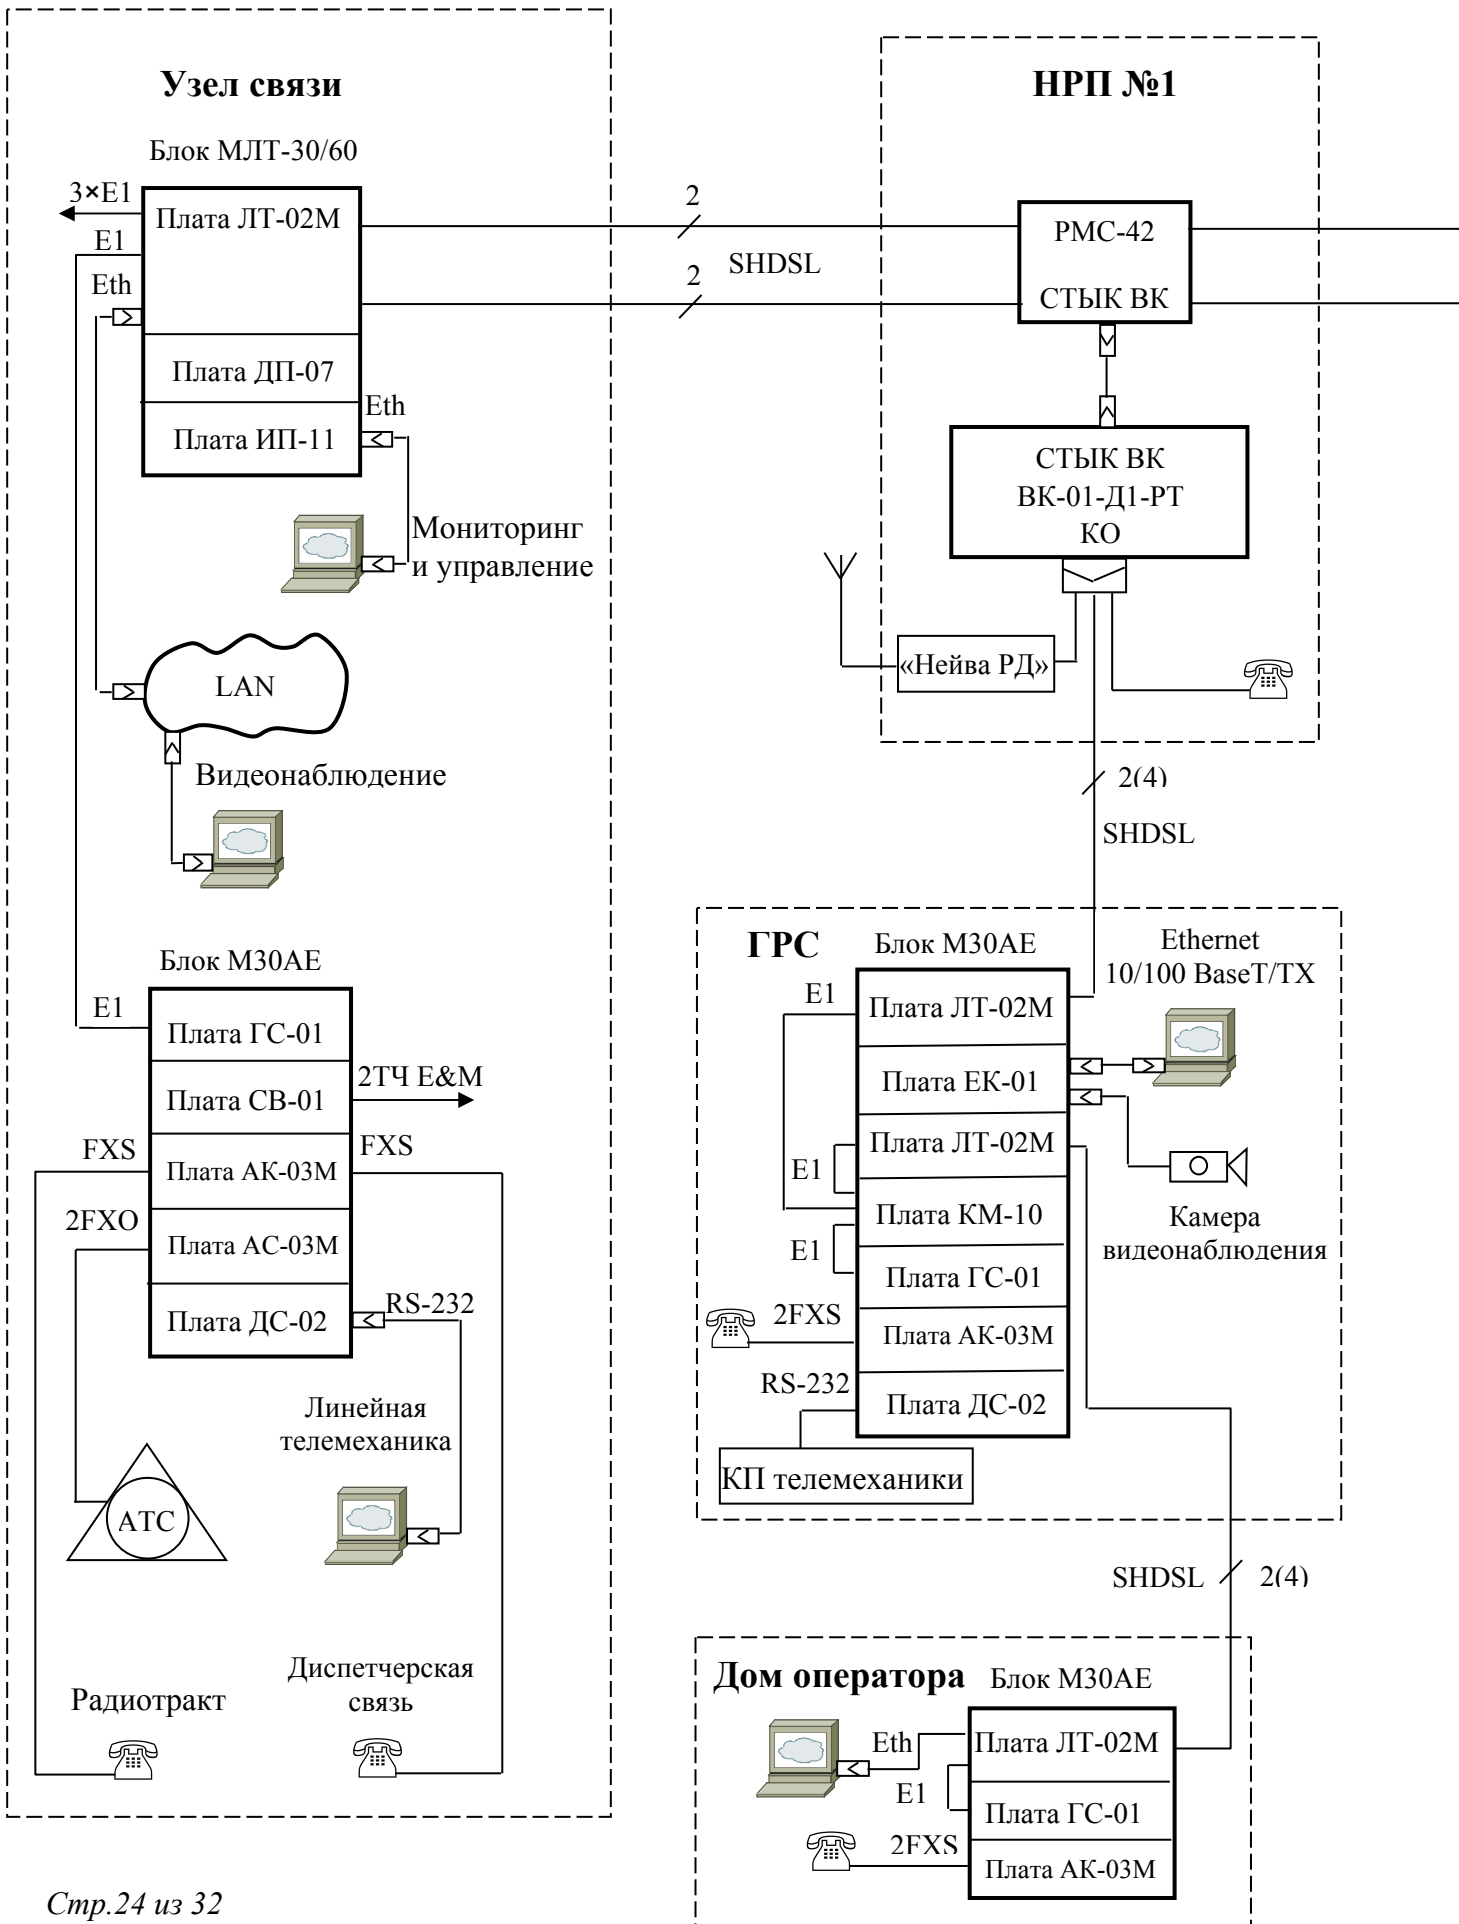 Узел связи
Блок МЛТ-30/60
3×E1
Плата ЛТ-02М
E1
Eth
Плата ДП-07
Eth
Плата ИП-11
Мониторинг
и управление
LAN
Видеонаблюдение
Блок М30АЕ
E1
Плата ГС-01
2ТЧ E&M
Плата СВ-01
FXS
FXS
Плата АК-03М
2FXO
Плата АС-03М
RS-232
Плата ДС-02
Линейная
телемеханика
АТС
Диспетчерская
связь
Радиотракт
2
SHDSL
2
НРП №1
РМС-42
СТЫК ВК
СТЫК ВК
ВК-01-Д1-РТ
КО
«Нейва РД»
2(4)
SHDSL
ГРС
Блок М30АЕ
Ethernet
10/100 BaseT/TX
E1
Плата ЛТ-02М
Плата ЕК-01
Плата ЛТ-02М
E1
Плата КМ-10
E1
Плата ГС-01
2FXS
Плата АК-03М
RS-232
Плата ДС-02
КП телемеханики
Камера
видеонаблюдения
SHDSL
2(4)
Дом оператора
Блок М30АЕ
Eth
Плата ЛТ-02М
E1
Плата ГС-01
2FXS
Плата АК-03М
Стр.24 из 32